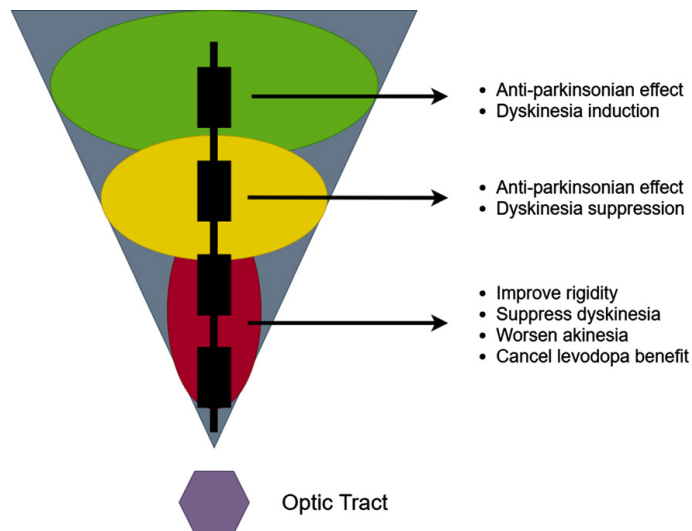 • Anti-parkinsonian effect
• Dyskinesia induction
• Anti-parkinsonian effect
• Dyskinesia suppression
• Improve rigidity
• Suppress dyskinesia
• Worsen akinesia
• Cancel levodopa benefit
Optic Tract